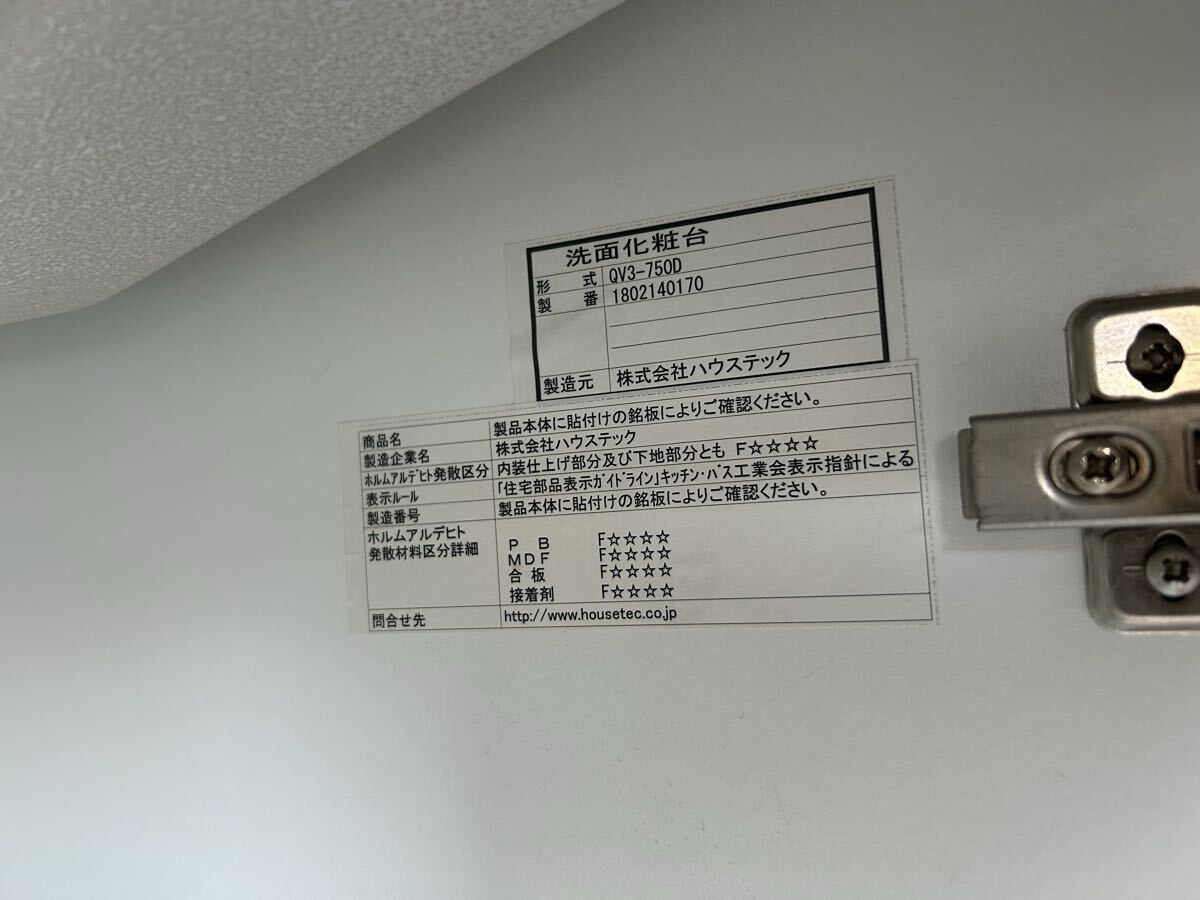 洗面化粧台
形 式 QV3-750D
製 番 1802140170
製造元 株式会社ハウステック
商品名 製品本体に貼付けの銘板によりご確認ください。
製造企業名 株式会社ハウステック
ホルムアルデヒト発散区分 内装仕上げ部分及び下地部分とも F☆☆☆☆
表示ルール 「住宅部品表示ガイドライン」キッチン・バス工業会表示指針による
製造番号 製品本体に貼付けの銘板によりご確認ください。
ホルムアルデヒト
発散材料区分詳細
PB F☆☆☆☆
MDF F☆☆☆☆
合板 F☆☆☆☆
接着剤 F☆☆☆☆
問合せ先 http://www.housetec.co.jp